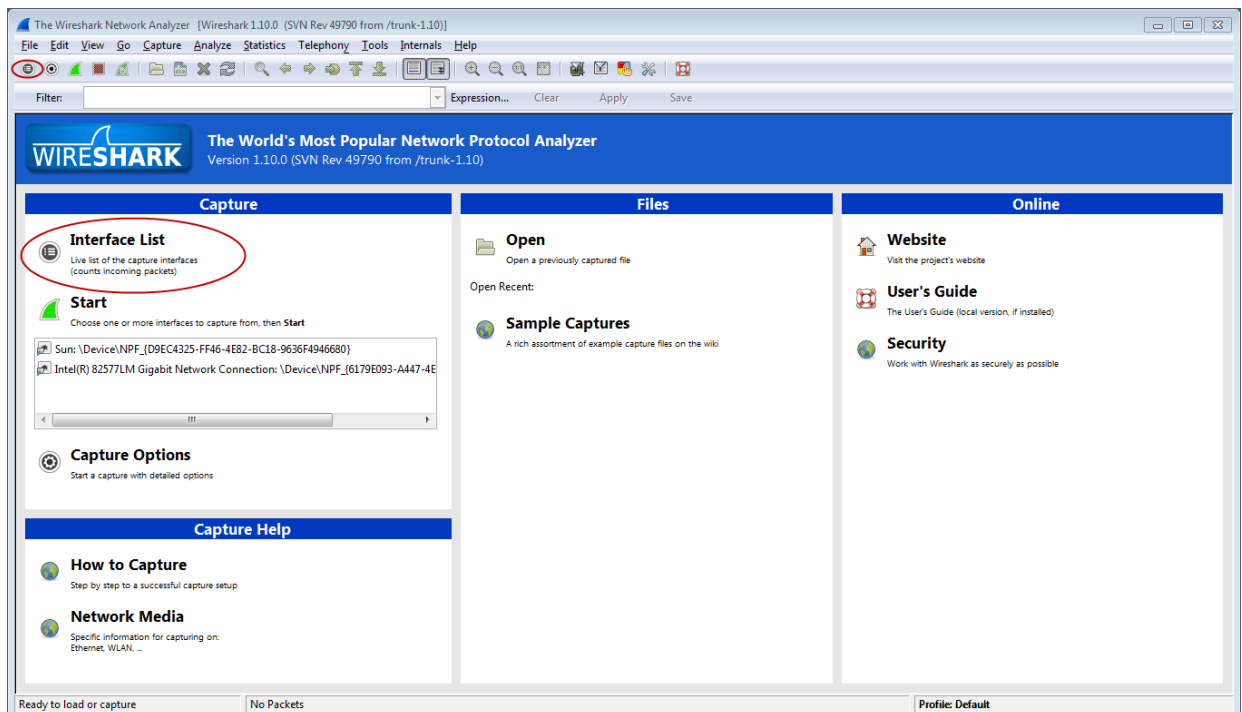 The Wireshark Network Analyzer [Wireshark 1.10.0 (SVN Rev 49790 from /trunk-1.10)]
File Edit View Go Capture Analyze Statistics Telephony Tools Internals Help
Filter: Expression... Clear Apply Save
WIRESHARK
The World's Most Popular Network Protocol Analyzer
Version 1.10.0 (SVN Rev 49790 from /trunk-1.10)
Capture
Interface List
Live list of the capture interfaces
(counts incoming packets)
Start
Choose one or more interfaces to capture from, then Start
Sun: \Device\NPF_{D9EC4325-FF46-4E82-BC18-9636F4946680}
Intel(R) 82577LM Gigabit Network Connection: \Device\NPF_{6179E093-A447-4E
Capture Options
Start a capture with detailed options
Capture Help
How to Capture
Step by step to a successful capture setup
Network Media
Specific information for capturing on:
Ethernet, WLAN, ...
Files
Open
Open a previously captured file
Open Recent:
Sample Captures
A rich assortment of example capture files on the wiki
Online
Website
Visit the project's website
User's Guide
The User's Guide (local version, if installed)
Security
Work with Wireshark as securely as possible
Ready to load or capture
No Packets
Profile: Default